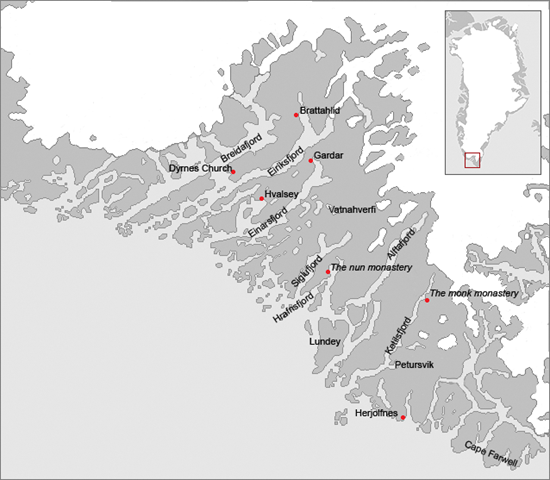 Brattahlid
Breidafjord
Eiriksfjord
Gardar
Dyrnes Church
Hvalsey
Einarsfjord
Vatnahverfi
Alftafjord
Siglufjord
The nun monastery
Hrafnsfjord
The monk monastery
Ketilsfjord
Lundey
Petursvik
Herjolfnes
Cape Farwell